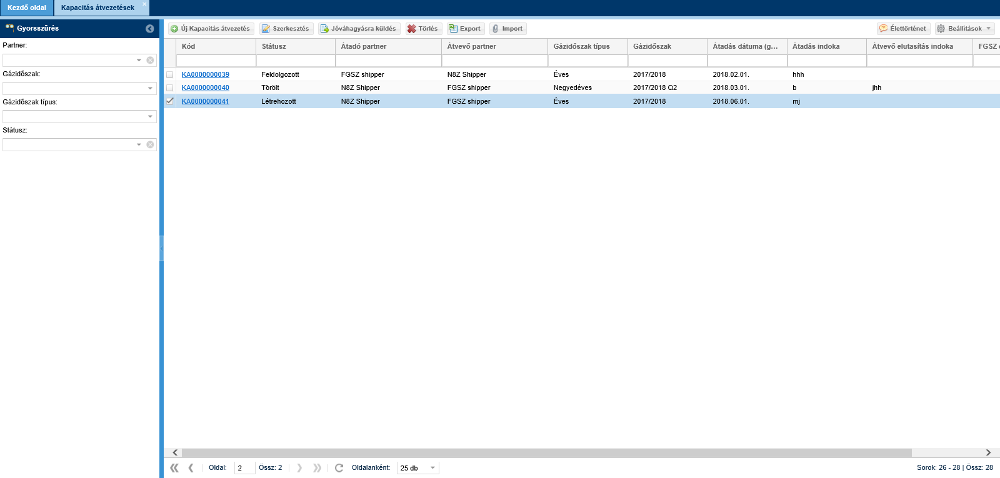 Kezdő oldal
Kapacitás átvezetések
Gyorsszűrés
Partner:
Gázidőszak:
Gázidőszak típus:
Státusz:
Új Kapacitás átvezetés Szerkesztés Jóváhagyásra küldés Törlés Export Import Élettörténet Beállítások
Kód Státusz Átadó partner Átvevő partner Gázidőszak típus Gázidőszak Átadás dátuma (g... Átadás indoka Átvevő elutasítás indoka FGSZ
KA0000000039 Feldolgozott FGSZ shipper N8Z Shipper Éves 2017/2018 2018.02.01. hhh
KA0000000040 Törölt N8Z Shipper FGSZ shipper Negyedéves 2017/2018 Q2 2018.03.01. b jhh
KA0000000041 Létrehozott N8Z Shipper FGSZ shipper Éves 2017/2018 2018.06.01. mj
Oldal: 2 Össz: 2 Oldalanként: 25 db Sorok: 26 - 28 | Össz: 28